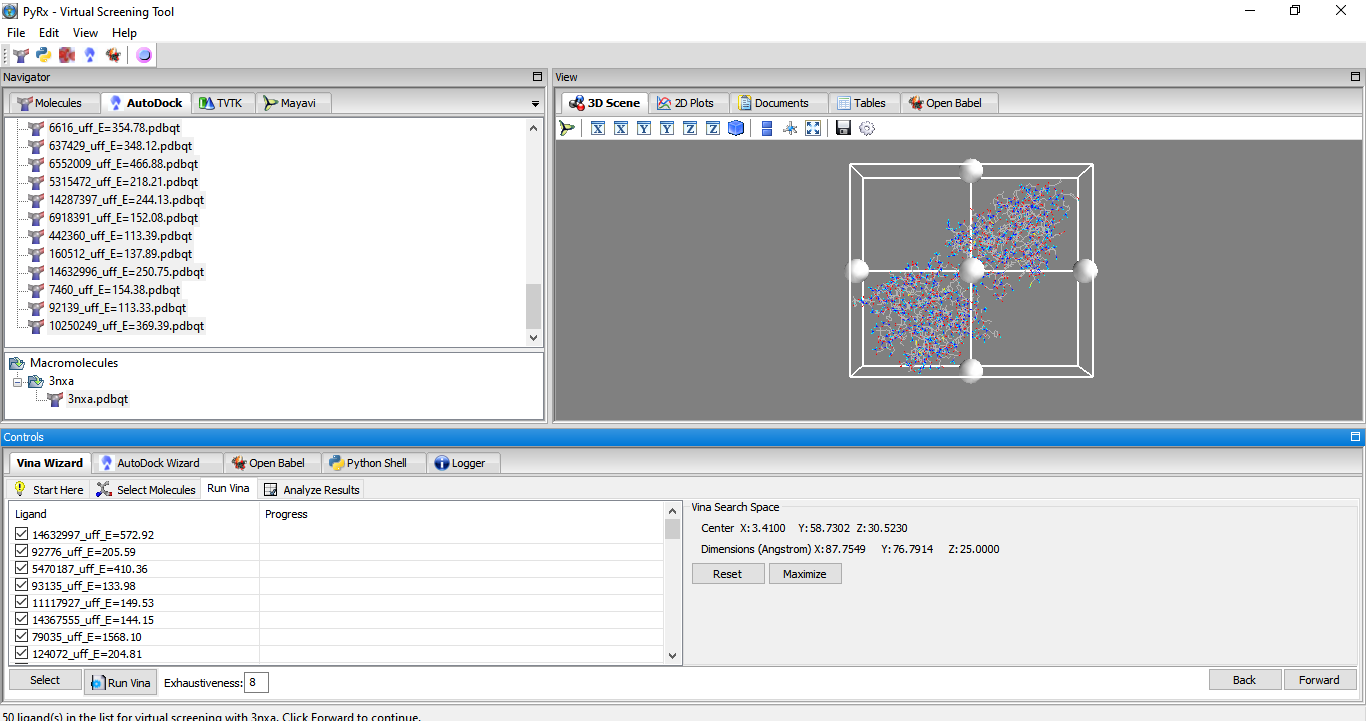 PyRx - Virtual Screening Tool
File Edit View Help
Navigator
Molecules AutoDock TVTK Mayavi
6616_uff_E=354.78.pdbqt
637429_uff_E=348.12.pdbqt
6552009_uff_E=466.88.pdbqt
5315472_uff_E=218.21.pdbqt
14287397_uff_E=244.13.pdbqt
6918391_uff_E=152.08.pdbqt
442360_uff_E=113.39.pdbqt
160512_uff_E=137.89.pdbqt
14632996_uff_E=250.75.pdbqt
7460_uff_E=154.38.pdbqt
92139_uff_E=113.33.pdbqt
10250249_uff_E=369.39.pdbqt
Macromolecules
3nxa
3nxa.pdbqt
View
3D Scene 2D Plots Documents Tables Open Babel
X X Y Y Z Z
Controls
Vina Wizard AutoDock Wizard Open Babel Python Shell Logger
Start Here Select Molecules Run Vina Analyze Results
Ligand Progress
14632997_uff_E=572.92
92776_uff_E=205.59
5470187_uff_E=410.36
93135_uff_E=133.98
11117927_uff_E=149.53
14367555_uff_E=144.15
79035_uff_E=1568.10
124072_uff_E=204.81
Vina Search Space
Center X:3.4100 Y:58.7302 Z:30.5230
Dimensions (Angstrom) X:87.7549 Y:76.7914 Z:25.0000
Reset Maximize
Select Run Vina Exhaustiveness: 8 Back Forward
50 ligand(s) in the list for virtual screening with 3nxa. Click Forward to continue.